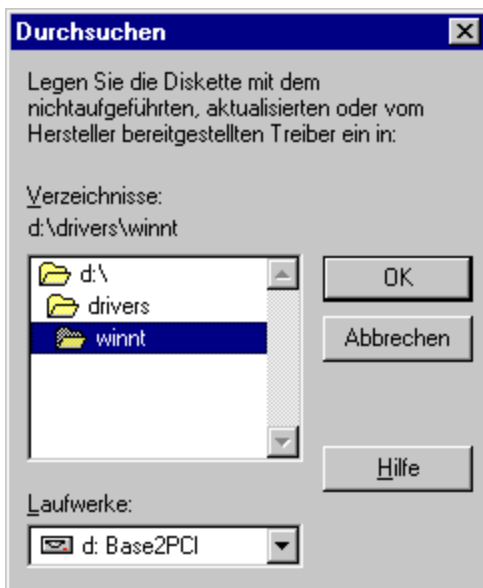 Durchsuchen
Legen Sie die Diskette mit dem
nichtaufgeführten, aktualisierten oder vom
Hersteller bereitgestellten Treiber ein in:
Verzeichnisse:
d:\drivers\winnt
d:\
OK
drivers
winnt
Abbrechen
Hilfe
Laufwerke:
d: Base2PCI